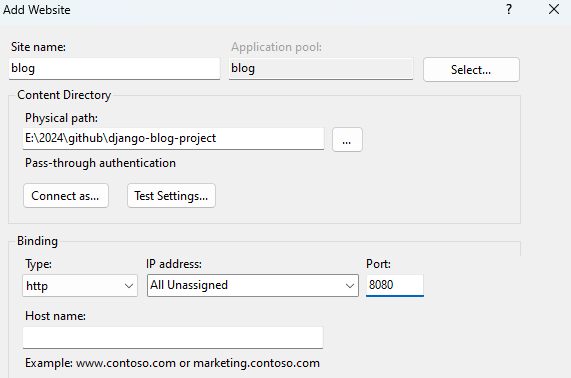 Add Website
?
Site name: Application pool:
blog blog Select...
Content Directory
Physical path:
E:\2024\github\django-blog-project ...
Pass-through authentication
Connect as... Test Settings...
Binding
Type: IP address: Port:
http All Unassigned 8080
Host name:
Example: www.contoso.com or marketing.contoso.com